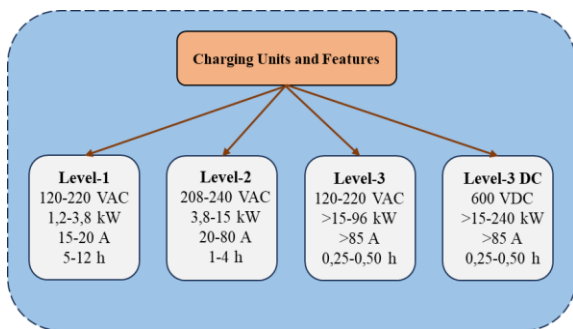 Charging Units and Features
Level-1
120-220 VAC
1,2-3,8 kW
15-20 A
5-12 h
Level-2
208-240 VAC
3,8-15 kW
20-80 A
1-4 h
Level-3
120-220 VAC
>15-96 kW
>85 A
0,25-0,50 h
Level-3 DC
600 VDC
>15-240 kW
>85 A
0,25-0,50 h